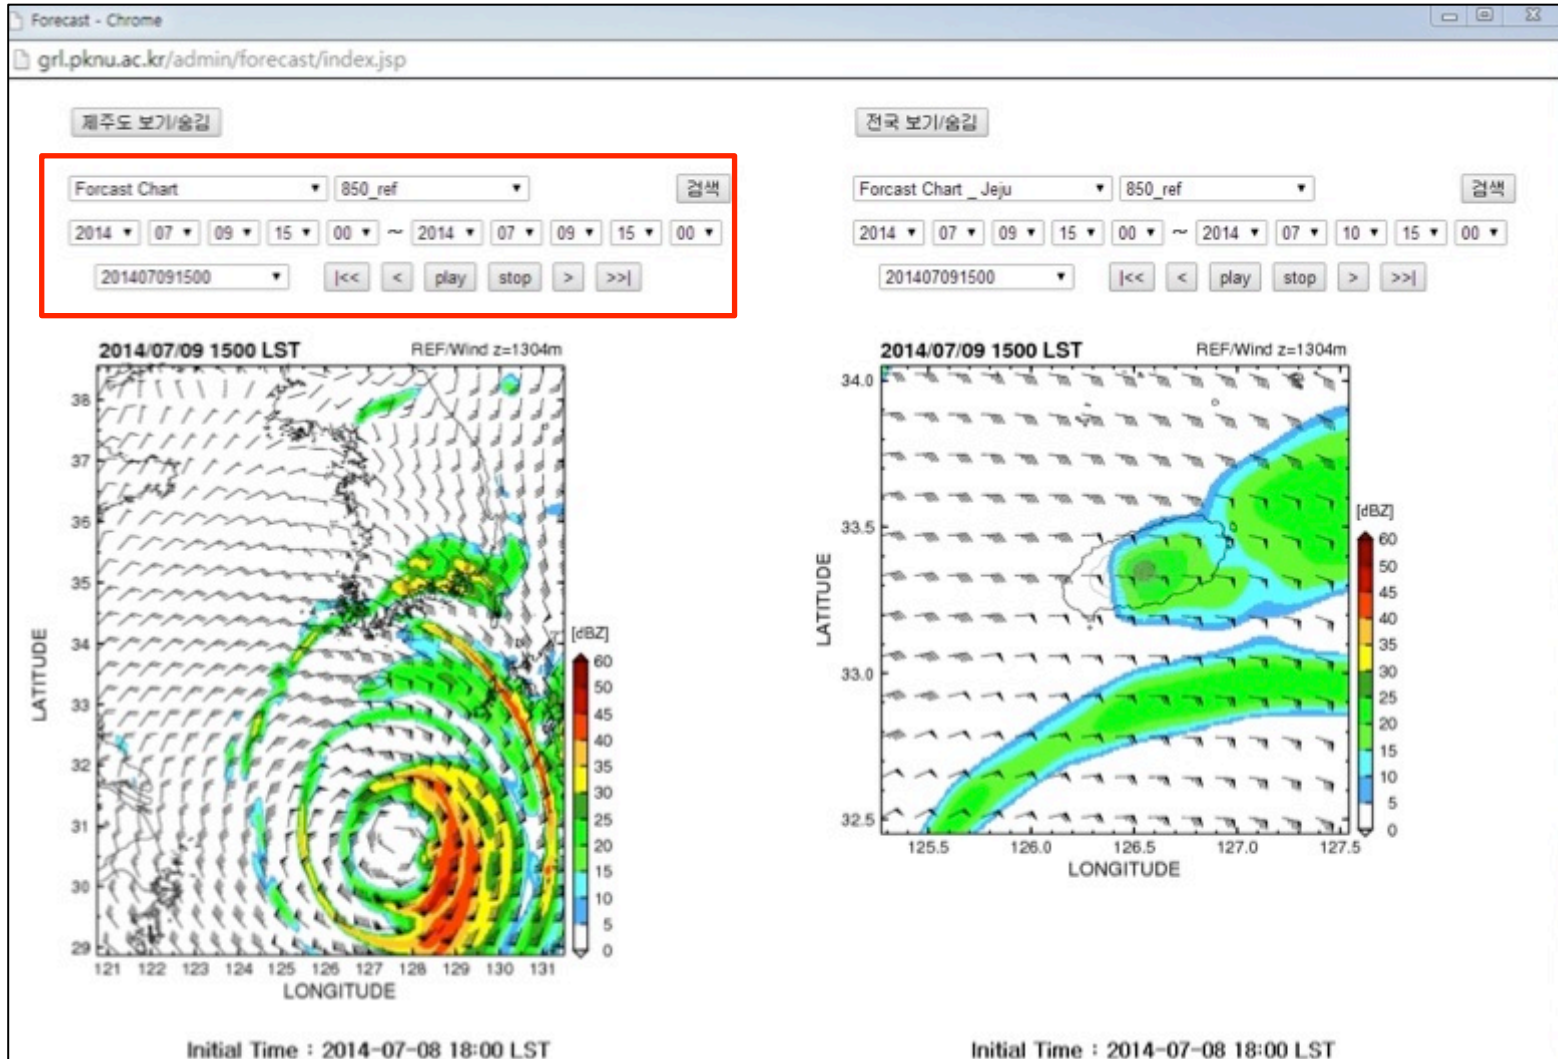 Forecast - Chrome
grl.pknu.ac.kr/admin/forecast/index.jsp
제주도 보기/숨김
Forcast Chart 850_ref 검색
2014 07 09 15 00 ~ 2014 07 09 15 00
201407091500 |<< < play stop > >>|
2014/07/09 1500 LST REF/Wind z=1304m
38
37
36
35
34
33
32
31
30
29
LATITUDE
121 122 123 124 125 126 127 128 129 130 131
LONGITUDE
[dBZ]
60
50
45
40
35
30
25
20
15
10
5
0
Initial Time : 2014-07-08 18:00 LST
전국 보기/숨김
Forcast Chart _ Jeju 850_ref 검색
2014 07 09 15 00 ~ 2014 07 10 15 00
201407091500 |<< < play stop > >>|
2014/07/09 1500 LST REF/Wind z=1304m
34.0
33.5
33.0
32.5
LATITUDE
125.5 126.0 126.5 127.0 127.5
LONGITUDE
[dBZ]
60
50
45
40
35
30
25
20
15
10
5
0
Initial Time : 2014-07-08 18:00 LST